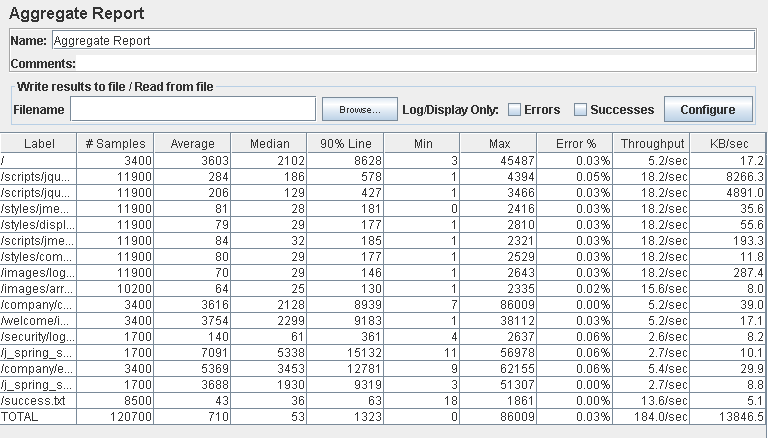 Aggregate Report
Name: Aggregate Report
Comments:
Write results to file / Read from file
Filename Browse... Log/Display Only: Errors Successes Configure
Label # Samples Average Median 90% Line Min Max Error % Throughput KB/sec
/ 3400 3603 2102 8628 3 45487 0.03% 5.2/sec 17.2
/scripts/jqu... 11900 284 186 578 1 4394 0.05% 18.2/sec 8266.3
/scripts/jqu... 11900 206 129 427 1 3466 0.03% 18.2/sec 4891.0
/styles/jme... 11900 81 28 181 0 2416 0.03% 18.2/sec 35.6
/styles/displ... 11900 79 29 177 1 2810 0.03% 18.2/sec 55.6
/scripts/jme... 11900 84 32 185 1 2321 0.03% 18.2/sec 193.3
/styles/com... 11900 80 29 177 1 2529 0.03% 18.2/sec 11.8
/images/log... 11900 70 29 146 1 2643 0.03% 18.2/sec 287.4
/images/arr... 10200 64 25 130 1 2335 0.02% 15.6/sec 8.0
/company/c... 3400 3616 2128 8939 7 86009 0.00% 5.2/sec 39.0
/welcome/i... 3400 3754 2299 9183 1 38112 0.03% 5.2/sec 17.1
/security/log... 1700 140 61 361 4 2637 0.06% 2.6/sec 8.2
/j_spring_s... 1700 7091 5338 15132 11 56978 0.06% 2.7/sec 10.1
/company/e... 3400 5369 3453 12781 9 62155 0.06% 5.4/sec 29.9
/j_spring_s... 1700 3688 1930 9319 3 51307 0.00% 2.7/sec 8.8
/success.txt 8500 43 36 63 18 1861 0.00% 13.6/sec 5.1
TOTAL 120700 710 53 1323 0 86009 0.03% 184.0/sec 13846.5